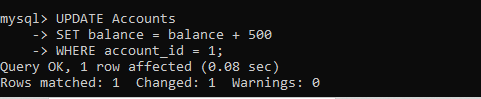 mysql> UPDATE Accounts
    -> SET balance = balance + 500
    -> WHERE account_id = 1;
Query OK, 1 row affected (0.08 sec)
Rows matched: 1  Changed: 1  Warnings: 0